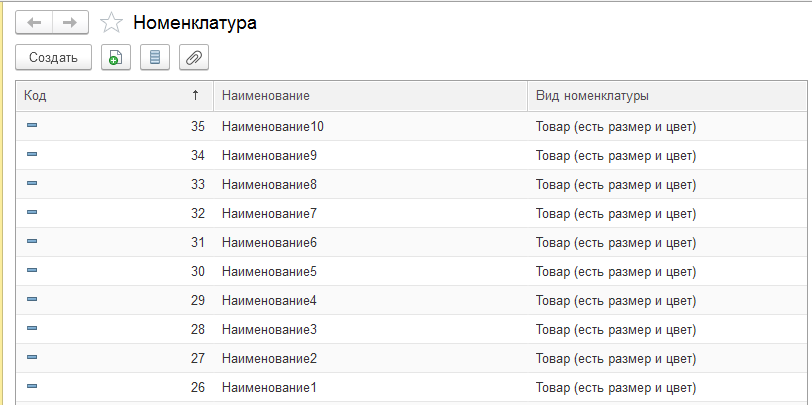 Номенклатура
Создать
Код ↑ Наименование Вид номенклатуры
35 Наименование10 Товар (есть размер и цвет)
34 Наименование9 Товар (есть размер и цвет)
33 Наименование8 Товар (есть размер и цвет)
32 Наименование7 Товар (есть размер и цвет)
31 Наименование6 Товар (есть размер и цвет)
30 Наименование5 Товар (есть размер и цвет)
29 Наименование4 Товар (есть размер и цвет)
28 Наименование3 Товар (есть размер и цвет)
27 Наименование2 Товар (есть размер и цвет)
26 Наименование1 Товар (есть размер и цвет)